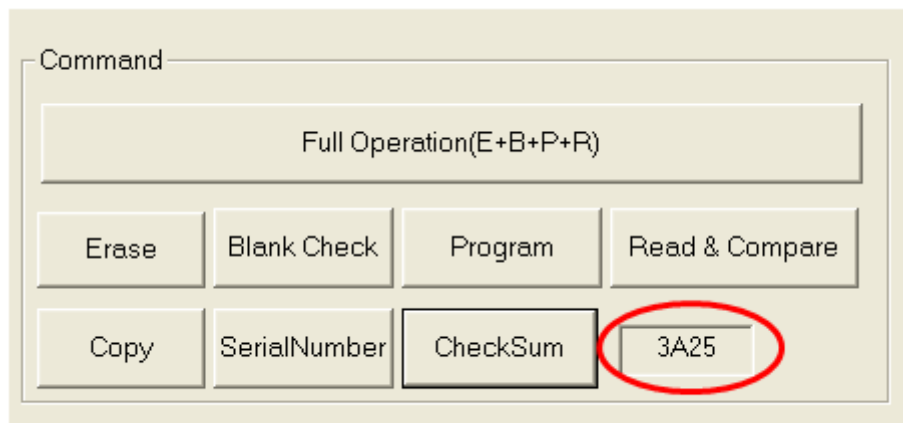 Command
Full Operation(E+B+P+R)
Erase Blank Check Program Read & Compare
Copy SerialNumber CheckSum 3A25